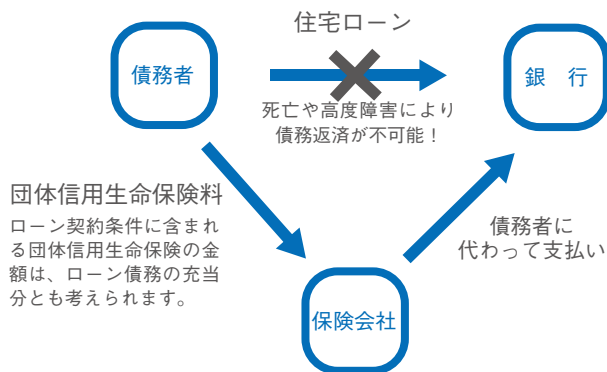 住宅ローン
債務者
銀　行
死亡や高度障害により
債務返済が不可能！
団体信用生命保険料
ローン契約条件に含まれ
る団体信用生命保険の金
額は、ローン債務の充当
分とも考えられます。
債務者に
代わって支払い
保険会社